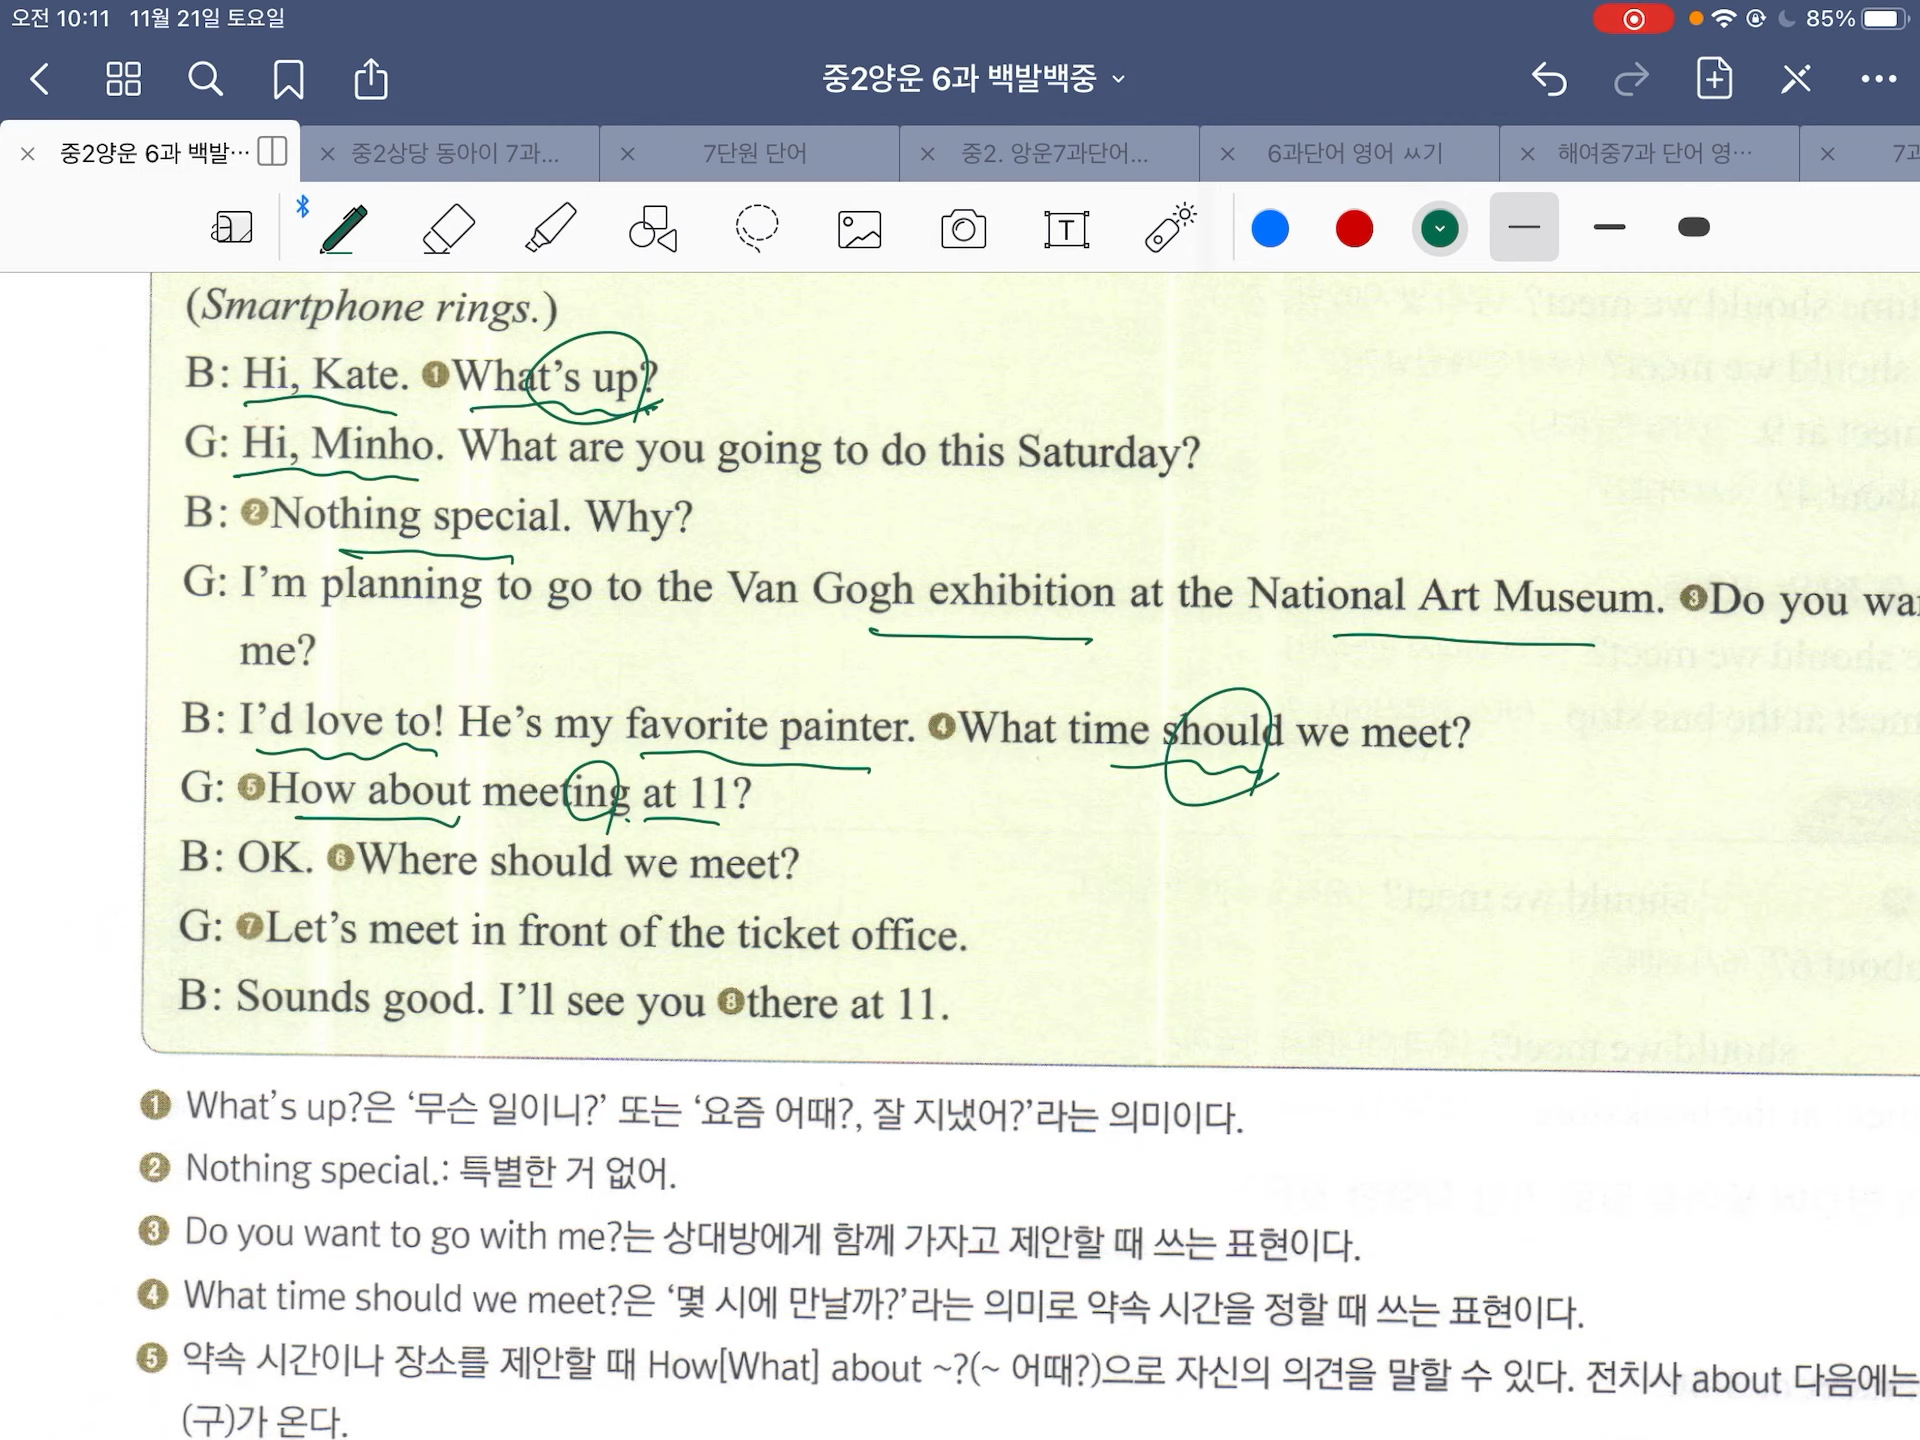 오전 10:11 11월 21일 토요일
85%
중2양운 6과 백발백중
중2양운 6과 백발…
중2상당 동아이 7과...
7단원 단어
중2. 앙운7과단어...
6과단어 영어 ㅆ기
해여중7과 단어 영…
(Smartphone rings.)
B: Hi, Kate. ❶What's up?
G: Hi, Minho. What are you going to do this Saturday?
B: ❷Nothing special. Why?
G: I'm planning to go to the Van Gogh exhibition at the National Art Museum. ❸Do you
me?
B: I'd love to! He's my favorite painter. ❹What time should we meet?
G: ❺How about meeting at 11?
B: OK. ❻Where should we meet?
G: ❼Let's meet in front of the ticket office.
B: Sounds good. I'll see you ❽there at 11.
❶ What's up?은 '무슨 일이니?' 또는 '요즘 어때?, 잘 지냈어?'라는 의미이다.
❷ Nothing special.: 특별한 거 없어.
❸ Do you want to go with me?는 상대방에게 함께 가자고 제안할 때 쓰는 표현이다.
❹ What time should we meet?은 '몇 시에 만날까?'라는 의미로 약속 시간을 정할 때 쓰는 표현이다.
❺ 약속 시간이나 장소를 제안할 때 How[What] about ~?(~ 어때?)으로 자신의 의견을 말할 수 있다. 전치사 about 다음에는
(구)가 온다.